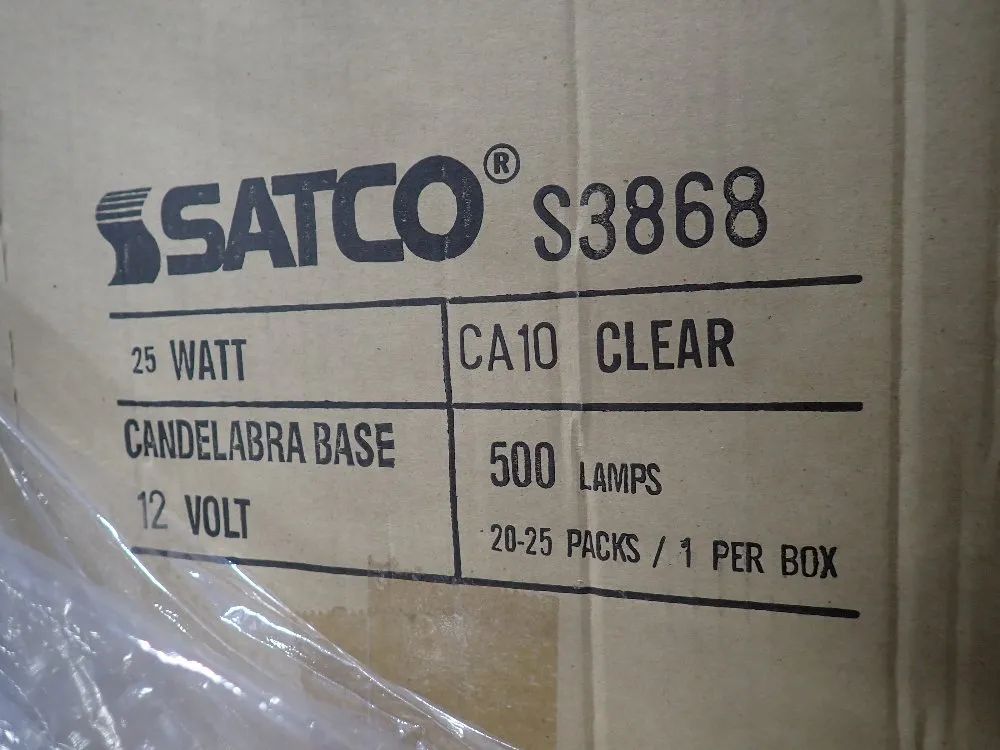 SATCO® S3868
25 WATT
CA10 CLEAR
CANDELABRA BASE
12 VOLT
500 LAMPS
20-25 PACKS / 1 PER BOX